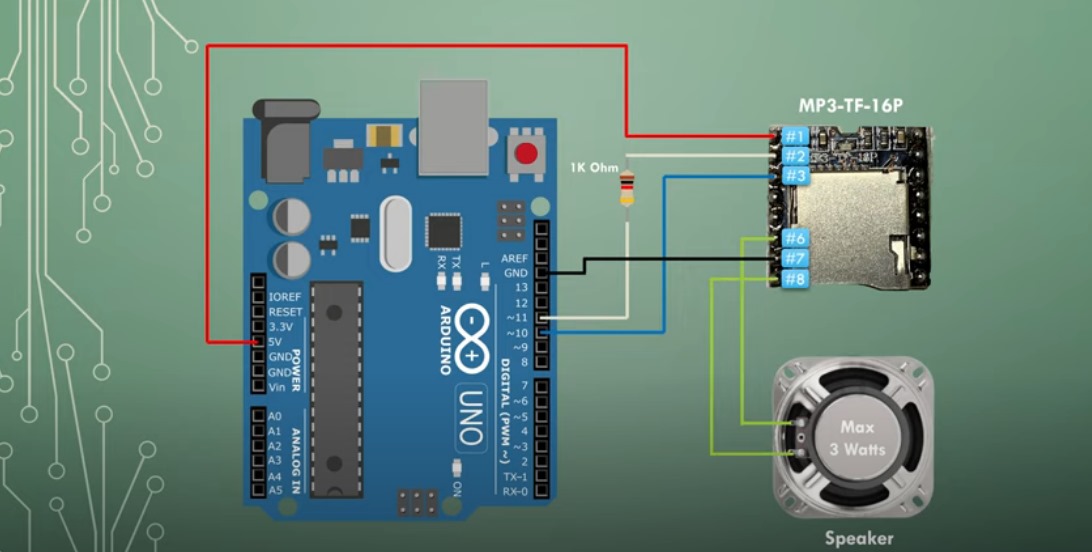 MP3-TF-16P
#1
#2
#3
#6
#7
#8
1K Ohm
AREF
GND
13
12
~11
~10
~9
8
7
~6
~5
4
~3
2
TX-1
RX-0
RX
TX
L
IOREF
RESET
3.3V
5V
GND
GND
Vin
POWER
A0
A1
A2
A3
A4
A5
ANALOG IN
ARDUINO
UNO
DIGITAL (PWM ~)
ON
Max
3 Watts
Speaker